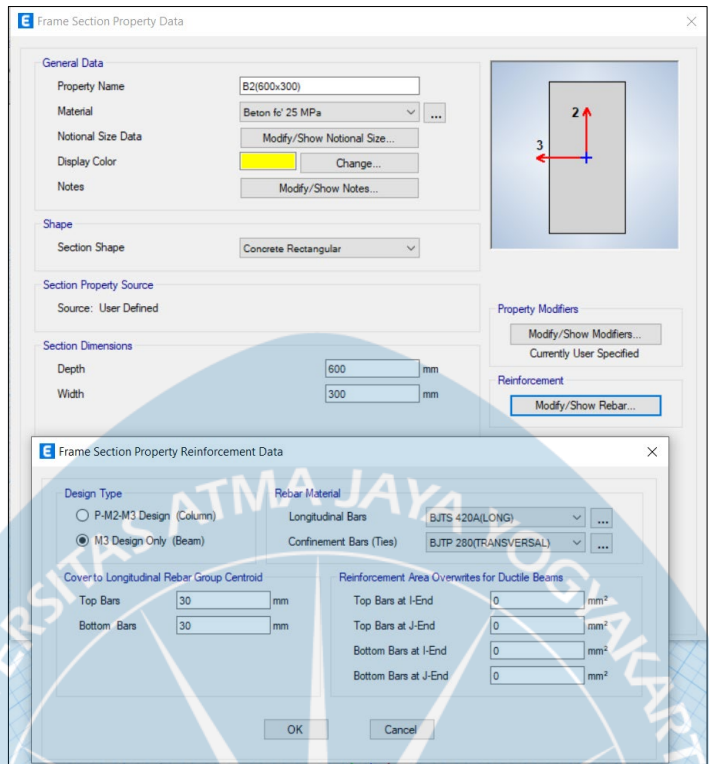 E Frame Section Property Data
General Data
Property Name B2(600x300)
Material Beton fc' 25 MPa ...
Notional Size Data Modify/Show Notional Size...
Display Color Change...
Notes Modify/Show Notes...
2
3
Shape
Section Shape Concrete Rectangular
Section Property Source
Source: User Defined
Property Modifiers
Modify/Show Modifiers...
Currently User Specified
Section Dimensions
Depth 600 mm
Width 300 mm
Reinforcement
Modify/Show Rebar...
E Frame Section Property Reinforcement Data
Design Type
P-M2-M3 Design (Column)
M3 Design Only (Beam)
Rebar Material
Longitudinal Bars BJTS 420A(LONG) ...
Confinement Bars (Ties) BJTP 280(TRANSVERSAL) ...
Cover to Longitudinal Rebar Group Centroid
Top Bars 30 mm
Bottom Bars 30 mm
Reinforcement Area Overwrites for Ductile Beams
Top Bars at I-End 0 mm²
Top Bars at J-End 0 mm²
Bottom Bars at I-End 0 mm²
Bottom Bars at J-End 0 mm²
OK Cancel
ERSITAS ATMA JAYA YOGYAKART